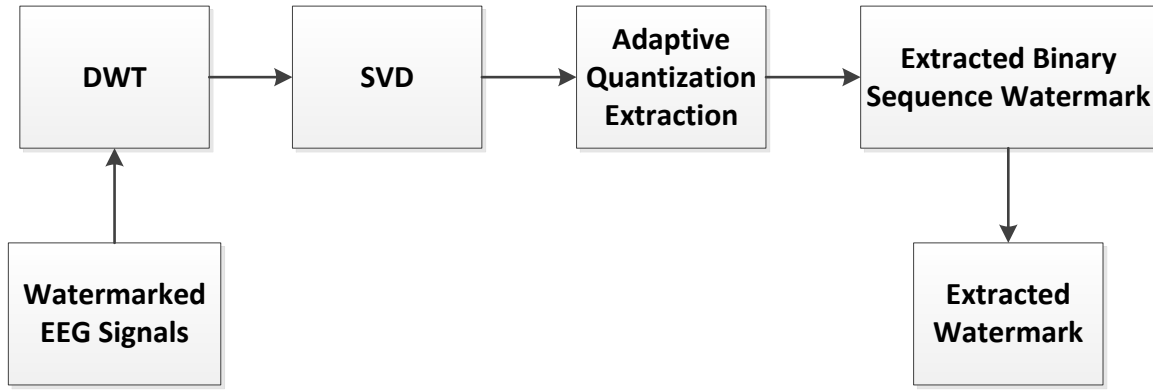 DWT
SVD
Adaptive
Quantization
Extraction
Extracted Binary
Sequence Watermark
Watermarked
EEG Signals
Extracted
Watermark